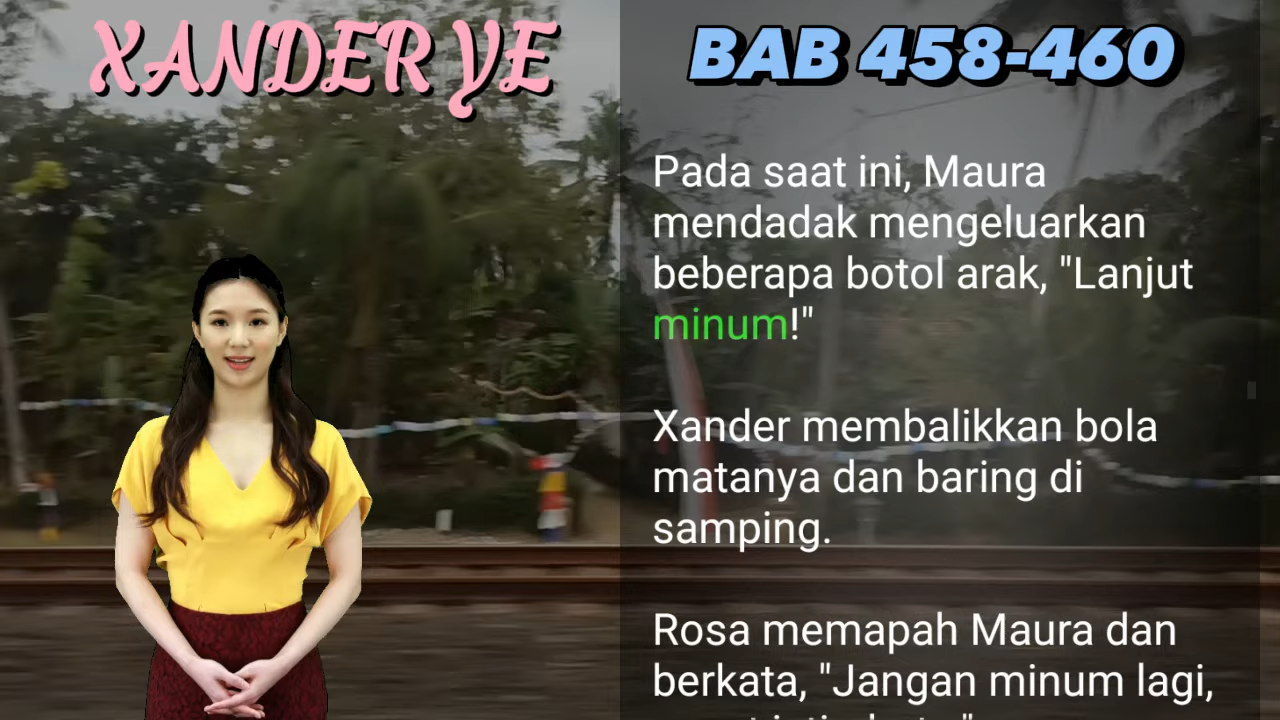 XANDER YE
BAB 458-460
Pada saat ini, Maura
mendadak mengeluarkan
beberapa botol arak, "Lanjut
minum!"
Xander membalikkan bola
matanya dan baring di
samping.
Rosa memapah Maura dan
berkata, "Jangan minum lagi,